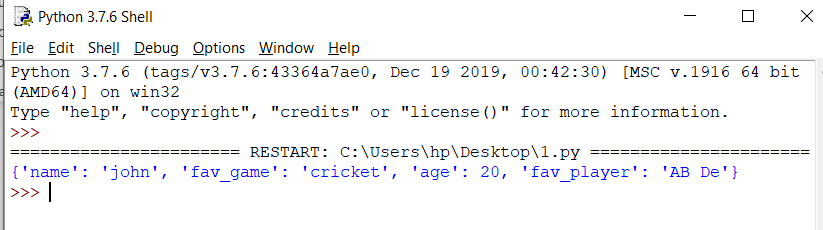 Python 3.7.6 Shell
File Edit Shell Debug Options Window Help
Python 3.7.6 (tags/v3.7.6:43364a7ae0, Dec 19 2019, 00:42:30) [MSC v.1916 64 bit
(AMD64)] on win32
Type "help", "copyright", "credits" or "license()" for more information.
>>>
======================= RESTART: C:\Users\hp\Desktop\1.py ======================
{'name': 'john', 'fav_game': 'cricket', 'age': 20, 'fav_player': 'AB De'}
>>>